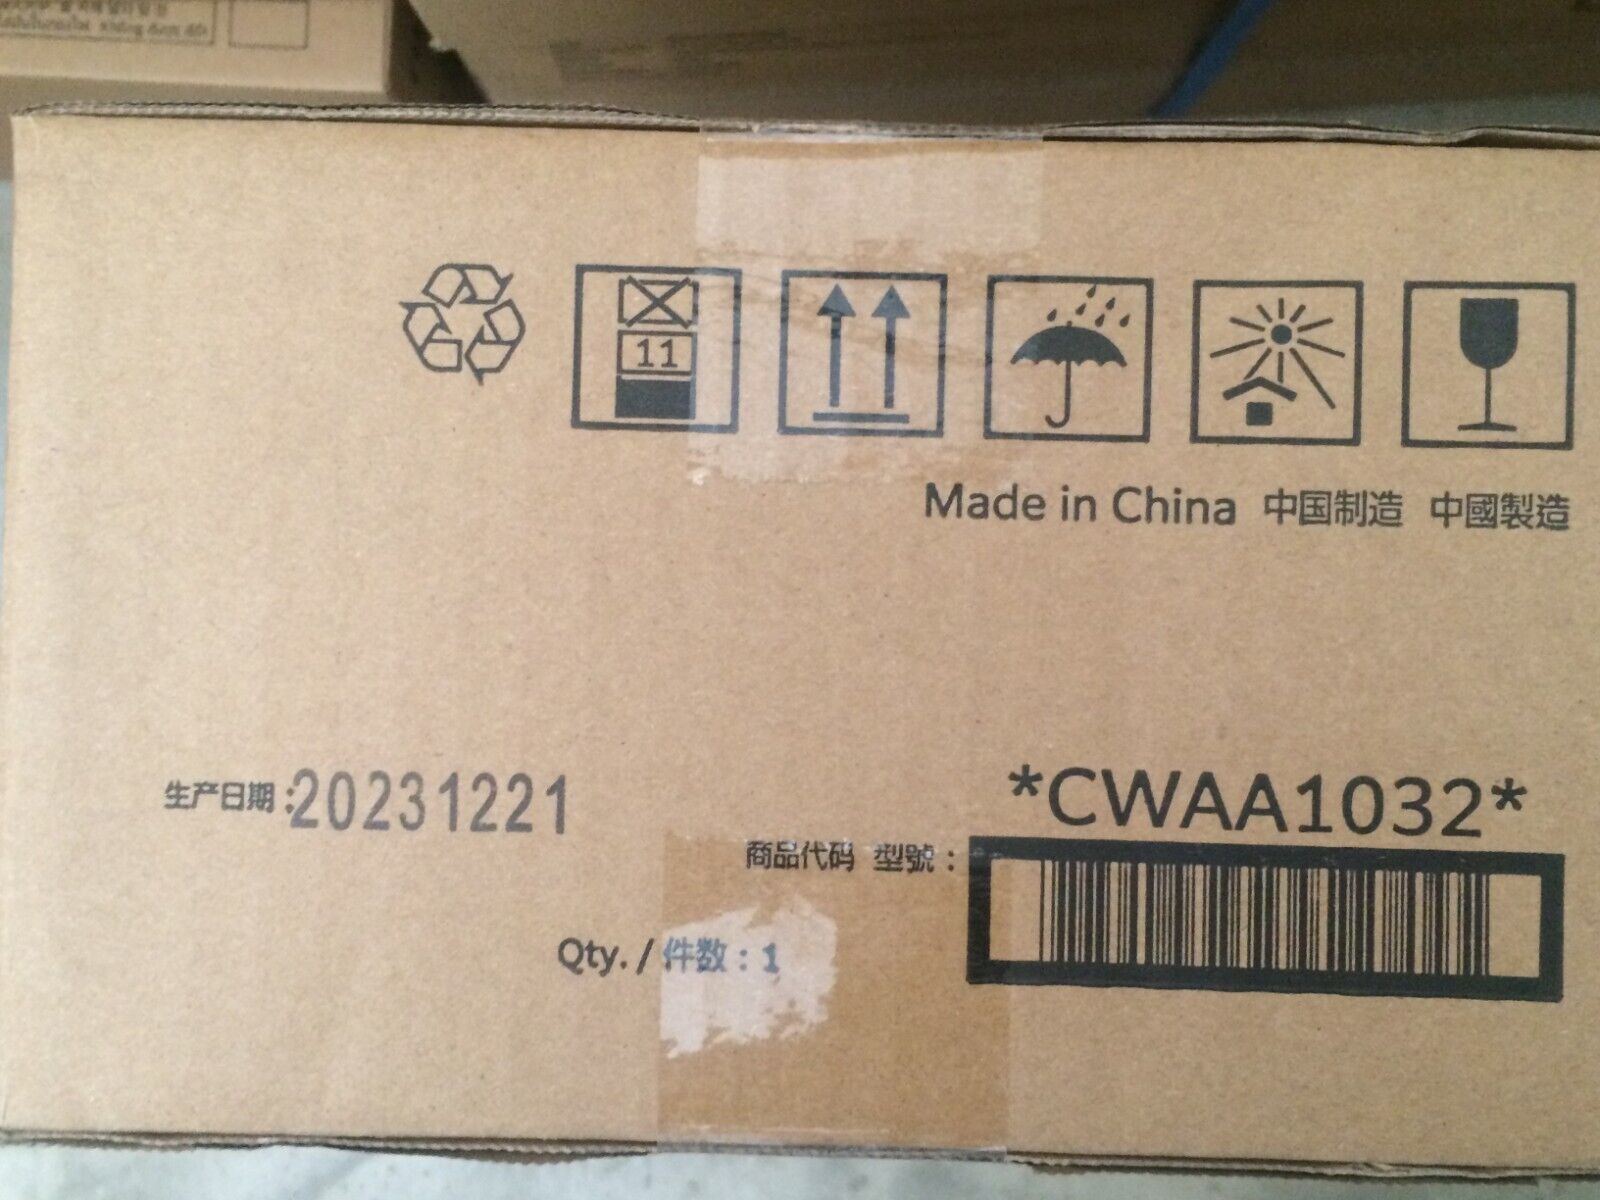 11
Made in China 中国制造 中國製造
生产日期:20231221
*CWAA1032*
商品代码 型號:
Qty./件数:1